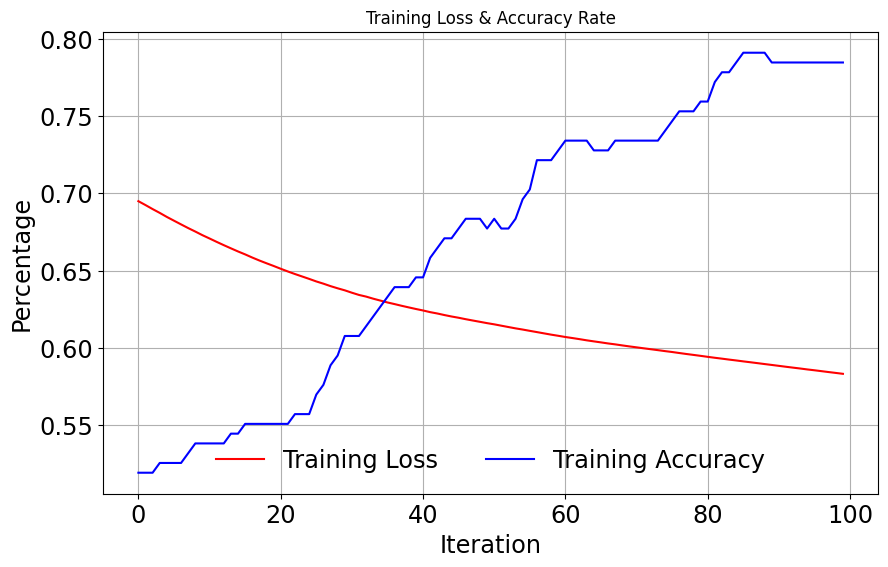 Training Loss & Accuracy Rate
0.80
0.75
0.70
0.65
0.60
0.55
Percentage
Training Loss
Training Accuracy
0 20 40 60 80 100
Iteration